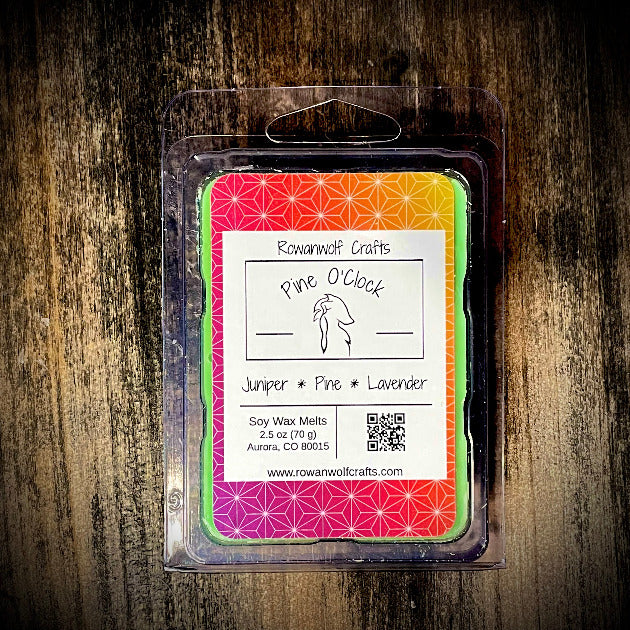 Rowanwolf Crafts
Pine O'Clock
Juniper * Pine * Lavender
Soy Wax Melts
2.5 oz (70 g)
Aurora, CO 80015
www.rowanwolfcrafts.com